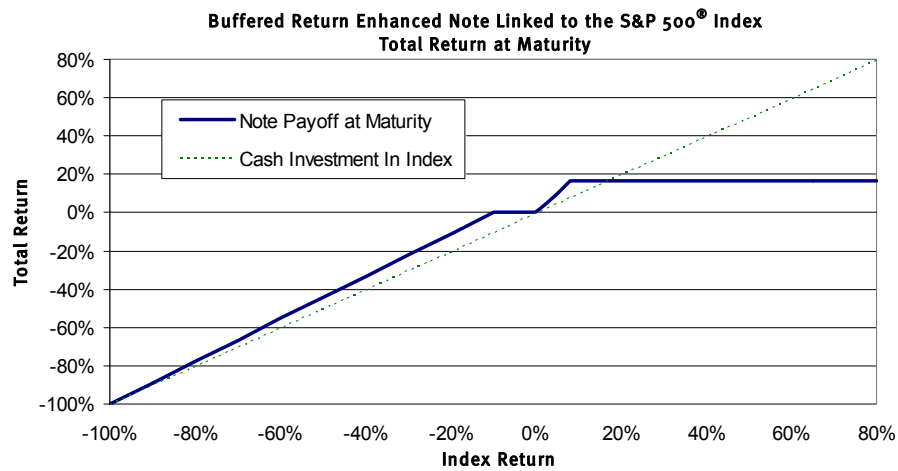 Buffered Return Enhanced Note Linked to the S&P 500® Index
Total Return at Maturity
80%
60%
40%
20%
0%
-20%
-40%
-60%
-80%
-100%
Total Return
Note Payoff at Maturity
Cash Investment In Index
-100% -80% -60% -40% -20% 0% 20% 40% 60% 80%
Index Return